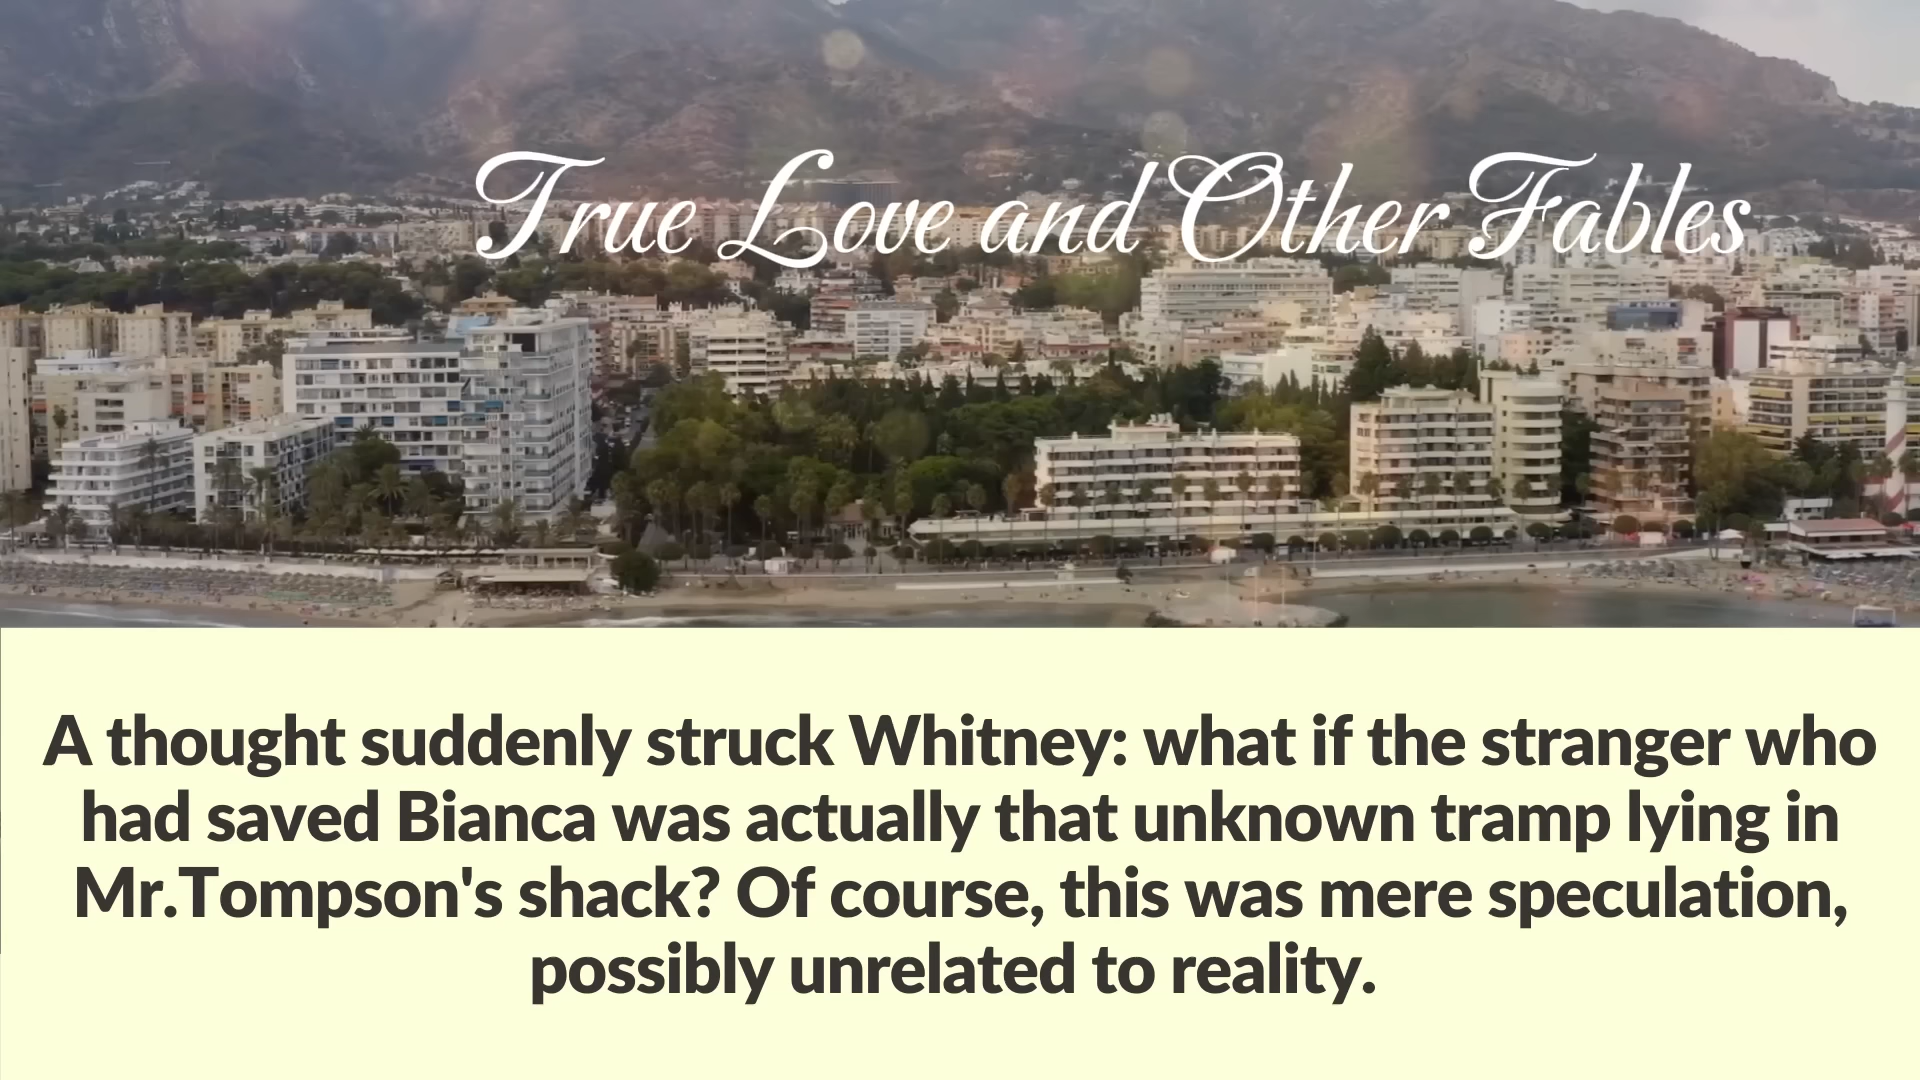 True Love and Other Fables
A thought suddenly struck Whitney: what if the stranger who
had saved Bianca was actually that unknown tramp lying in
Mr.Tompson's shack? Of course, this was mere speculation,
possibly unrelated to reality.